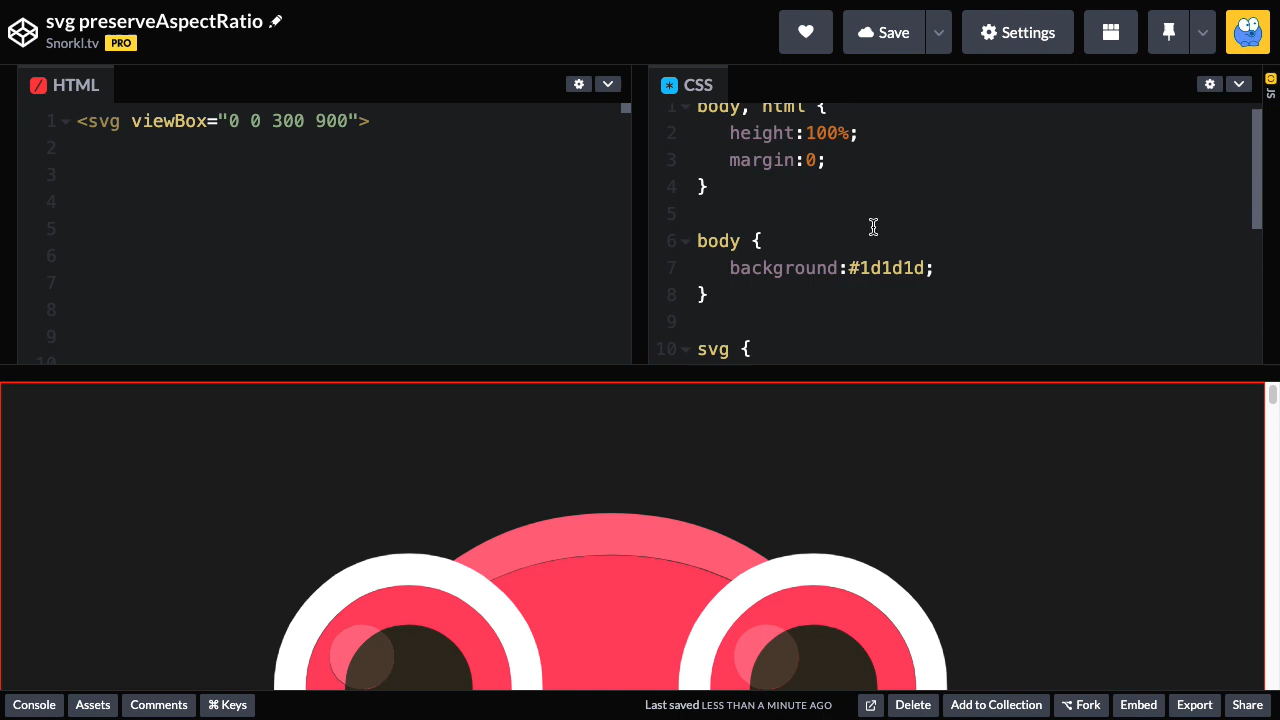 svg preserveAspectRatio
Snorkl.tv PRO
Save
Settings
HTML
1 <svg viewBox="0 0 300 900">
2
3
4
5
6
7
8
9
10
CSS
1 body, html {
2 height:100%;
3 margin:0;
4 }
5
6 body {
7 background:#1d1d1d;
8 }
9
10 svg {
JS
Console
Assets
Comments
⌘ Keys
Last saved LESS THAN A MINUTE AGO
Delete
Add to Collection
Fork
Embed
Export
Share